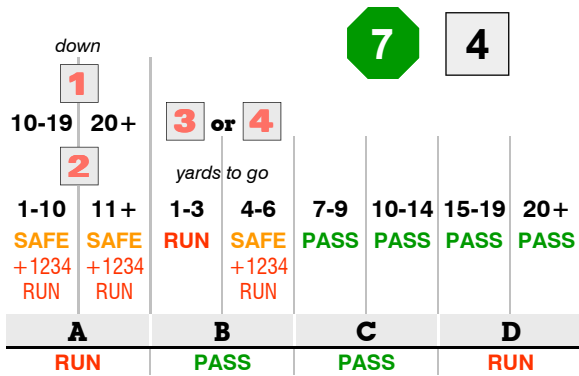 7 4
down
1
10-19 20+ 3 or 4
2 yards to go
1-10 11+ 1-3 4-6 7-9 10-14 15-19 20+
SAFE SAFE RUN SAFE PASS PASS PASS PASS
+1234 +1234 +1234
RUN RUN RUN
A B C D
RUN PASS PASS RUN